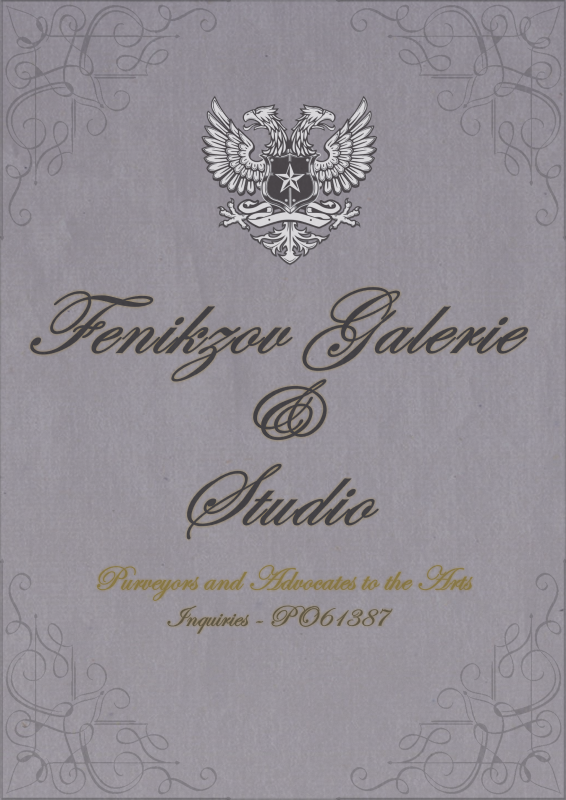 Fenikzov Galerie
&
Studio
Purveyors and Advocates to the Arts
Inquiries - PO61387